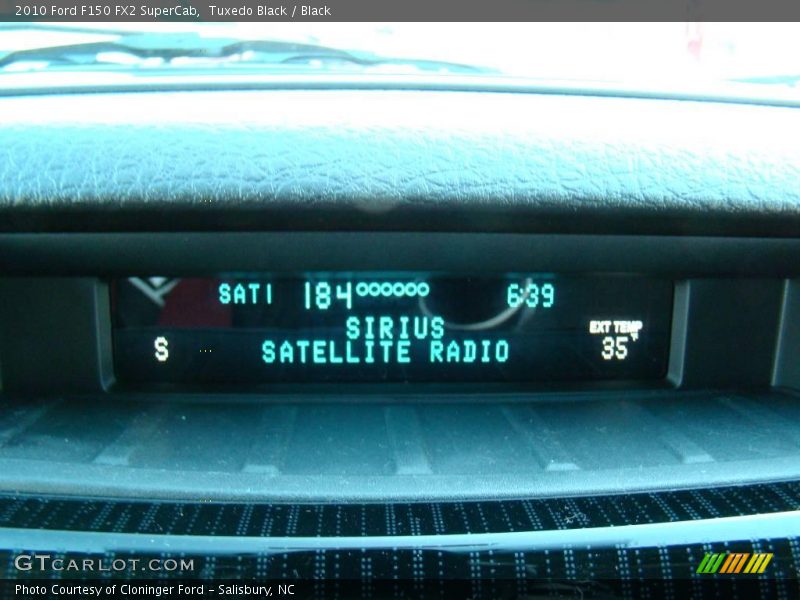 2010 Ford F150 FX2 SuperCab, Tuxedo Black / Black
SAT1 184 6:39
SIRIUS
EXT TEMP
S SATELLITE RADIO 35°F
GTCARLOT.COM
Photo Courtesy of Cloninger Ford - Salisbury, NC